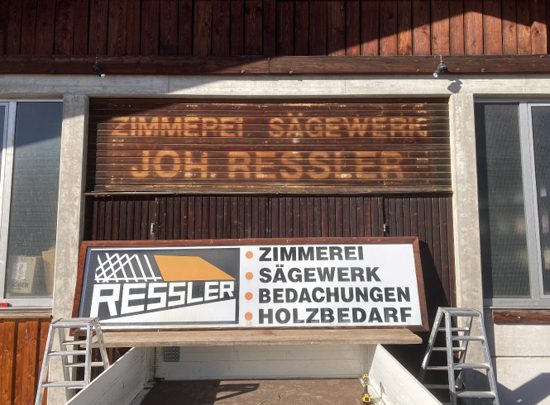 ZIMMEREI SÄGEWERK
JOH. RESSLER
RESSLER
• ZIMMEREI
• SÄGEWERK
• BEDACHUNGEN
• HOLZBEDARF